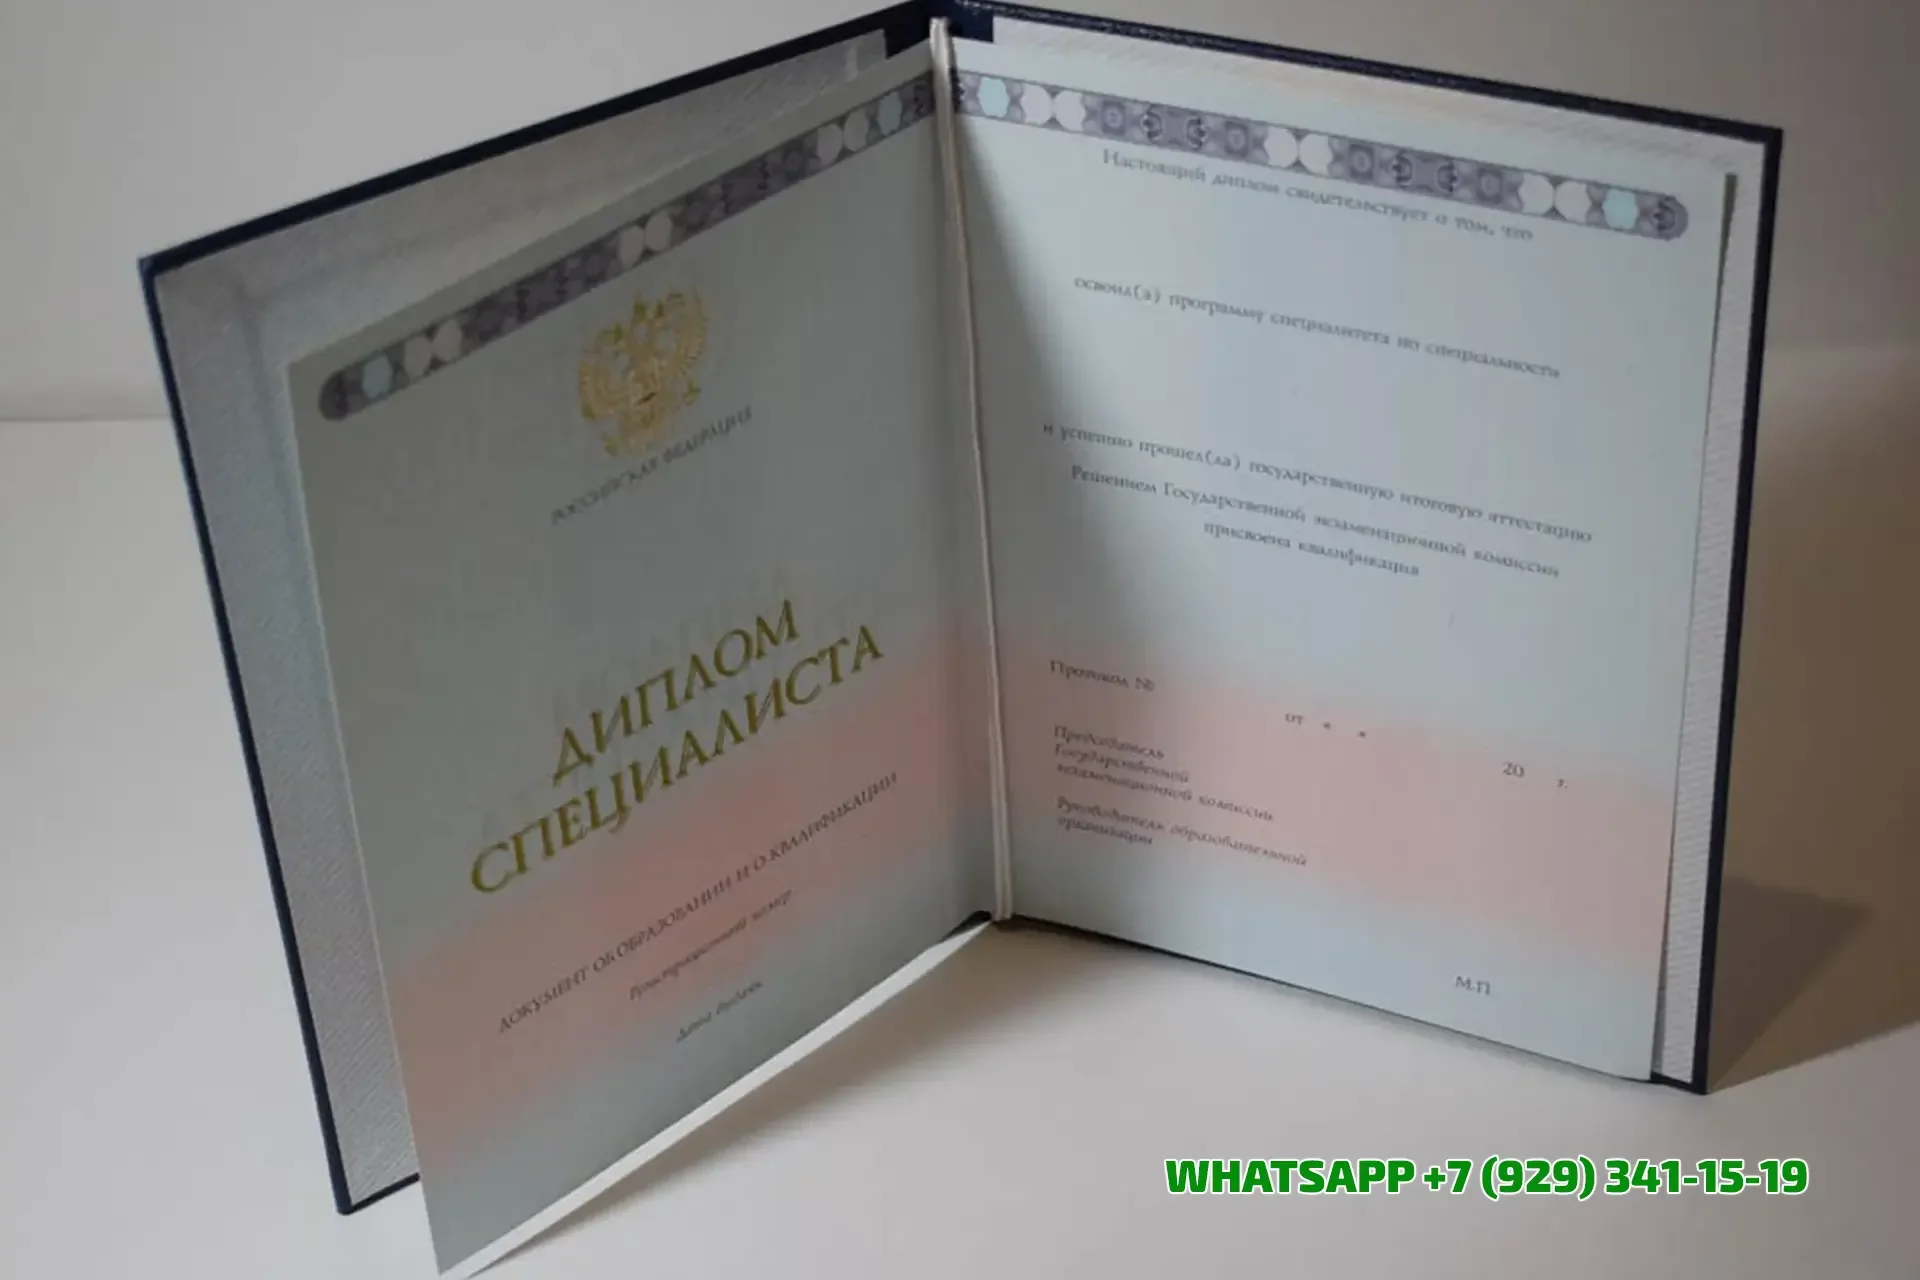 РОССИЙСКАЯ ФЕДЕРАЦИЯ
ДИПЛОМ
СПЕЦИАЛИСТА
ДОКУМЕНТ ОБ ОБРАЗОВАНИИ И О КВАЛИФИКАЦИИ
Регистрационный номер
Дата выдачи
Настоящий диплом свидетельствует о том, что
освоил(а) программу специалитета по специальности
и успешно прошел(ла) государственную итоговую аттестацию
Решением Государственной экзаменационной комиссии
присвоена квалификация
Протокол №
от « »
20 г.
Председатель
Государственной
экзаменационной комиссии
Руководитель образовательной
организации
М.П.
WHATSAPP +7 (929) 341-15-19